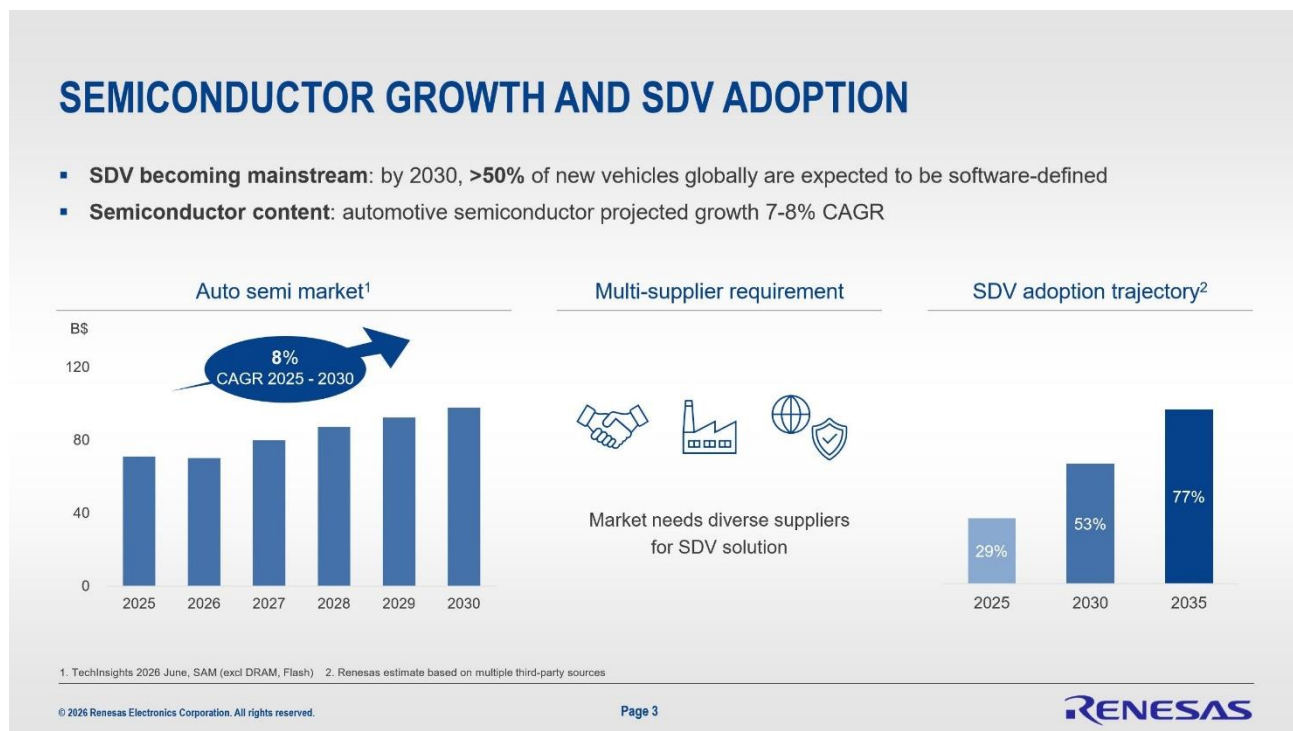 SEMICONDUCTOR GROWTH AND SDV ADOPTION
▪ SDV becoming mainstream: by 2030, >50% of new vehicles globally are expected to be software-defined
▪ Semiconductor content: automotive semiconductor projected growth 7-8% CAGR
Auto semi market¹
B$
120
80
40
0
8%
CAGR 2025 - 2030
2025 2026 2027 2028 2029 2030
Multi-supplier requirement
Market needs diverse suppliers
for SDV solution
SDV adoption trajectory²
29%
53%
77%
2025 2030 2035
1. TechInsights 2026 June, SAM (excl DRAM, Flash) 2. Renesas estimate based on multiple third-party sources
© 2026 Renesas Electronics Corporation. All rights reserved.
Page 3
RENESAS